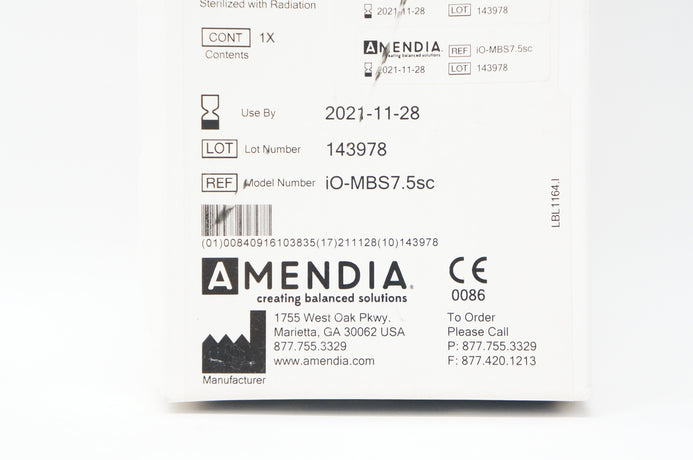 Sterilized with Radiation
2021-11-28 LOT 143978
CONT 1X
Contents
AMENDIA REF iO-MBS7.5sc
creating balanced solutions
2021-11-28 LOT 143978
Use By 2021-11-28
LOT Lot Number 143978
REF Model Number iO-MBS7.5sc
LBL1164.I
(01)00840916103835(17)211128(10)143978
AMENDIA
creating balanced solutions
CE
0086
1755 West Oak Pkwy.
Marietta, GA 30062 USA
877.755.3329
www.amendia.com
Manufacturer
To Order
Please Call
P: 877.755.3329
F: 877.420.1213